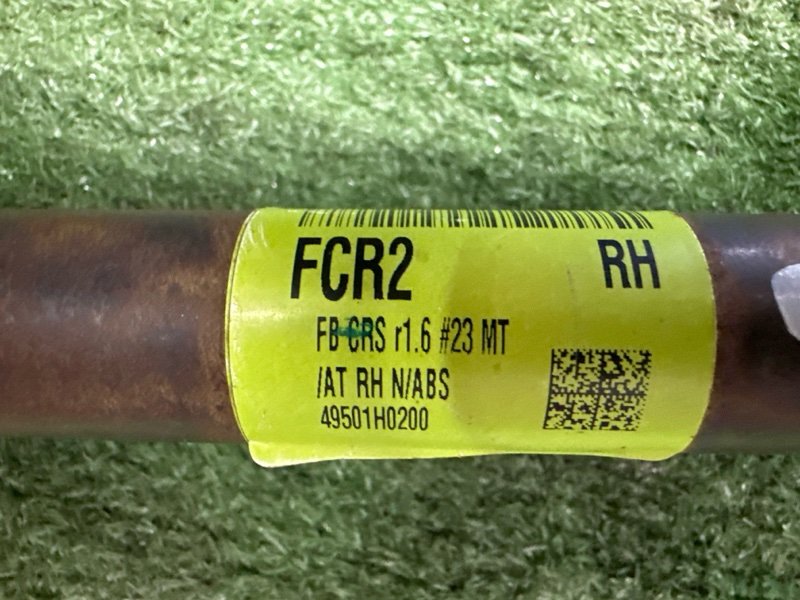 FCR2 RH
FB CRS r1.6 #23 MT
/AT RH N/ABS
49501H0200